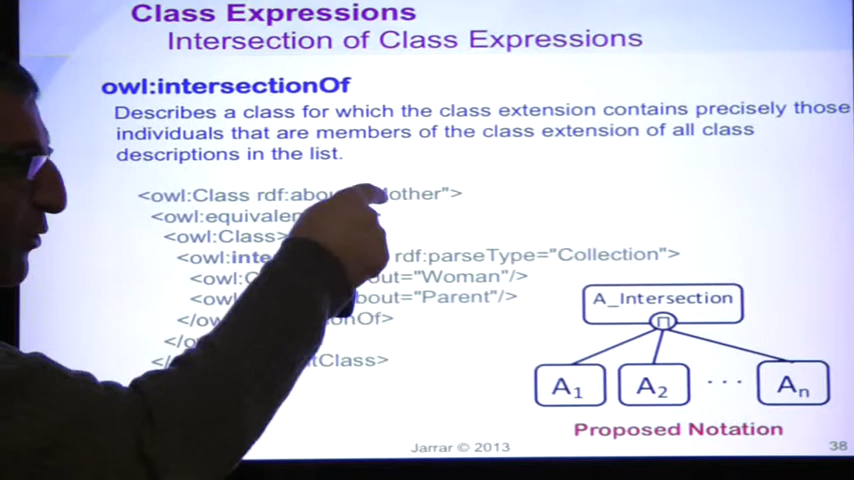 Class Expressions
Intersection of Class Expressions
owl:intersectionOf
Describes a class for which the class extension contains precisely those
individuals that are members of the class extension of all class
descriptions in the list.
<owl:Class rdf:abou other">
<owl:equivalen
<owl:Class>
<owl:inte rdf:parseType="Collection">
<owl:C out="Woman"/>
<owl bout="Parent"/>
</ow onOf>
</o
</ tClass>
A_Intersection
⊓
A1 A2 · · · An
Proposed Notation
Jarrar © 2013
38